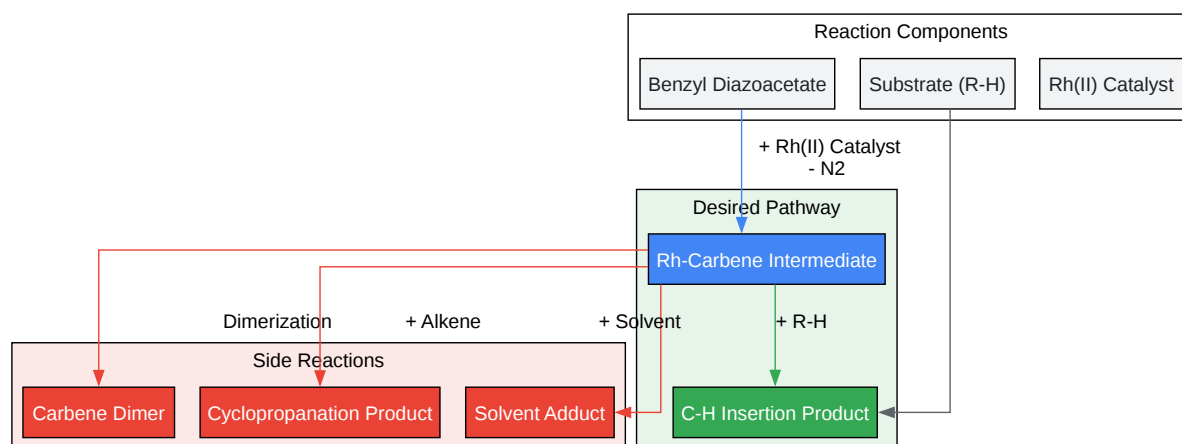 Reaction Components
Benzyl Diazoacetate
Substrate (R-H)
Rh(II) Catalyst
+ Rh(II) Catalyst
- N2
Desired Pathway
Rh-Carbene Intermediate
Dimerization
+ Alkene
+ Solvent
+ R-H
Side Reactions
Carbene Dimer
Cyclopropanation Product
Solvent Adduct
C-H Insertion Product